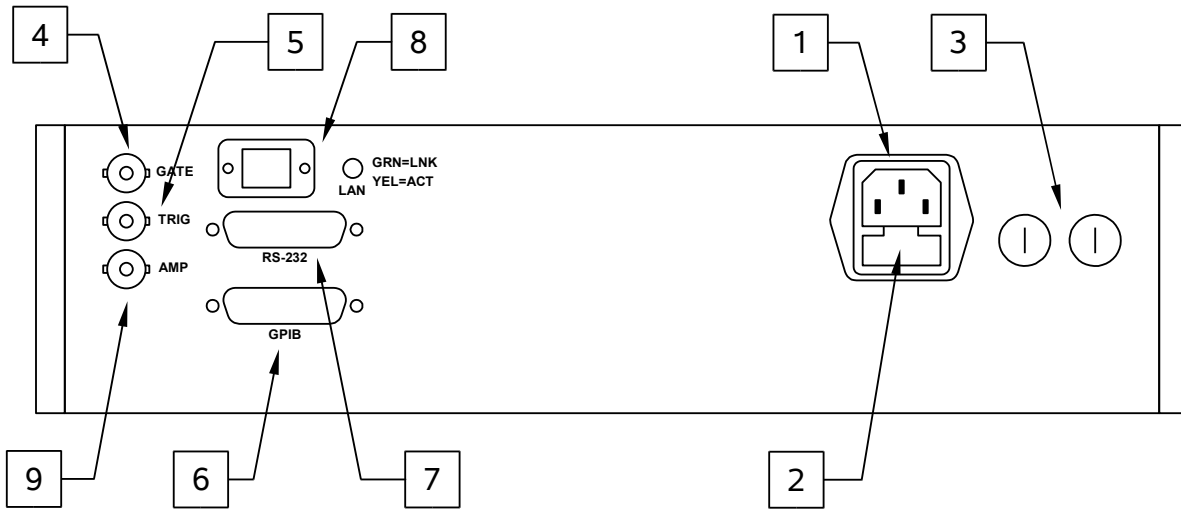 4
5
8
1
3
GATE
TRIG
AMP
LAN
GRN=LNK
YEL=ACT
RS-232
GPIB
9
6
7
2